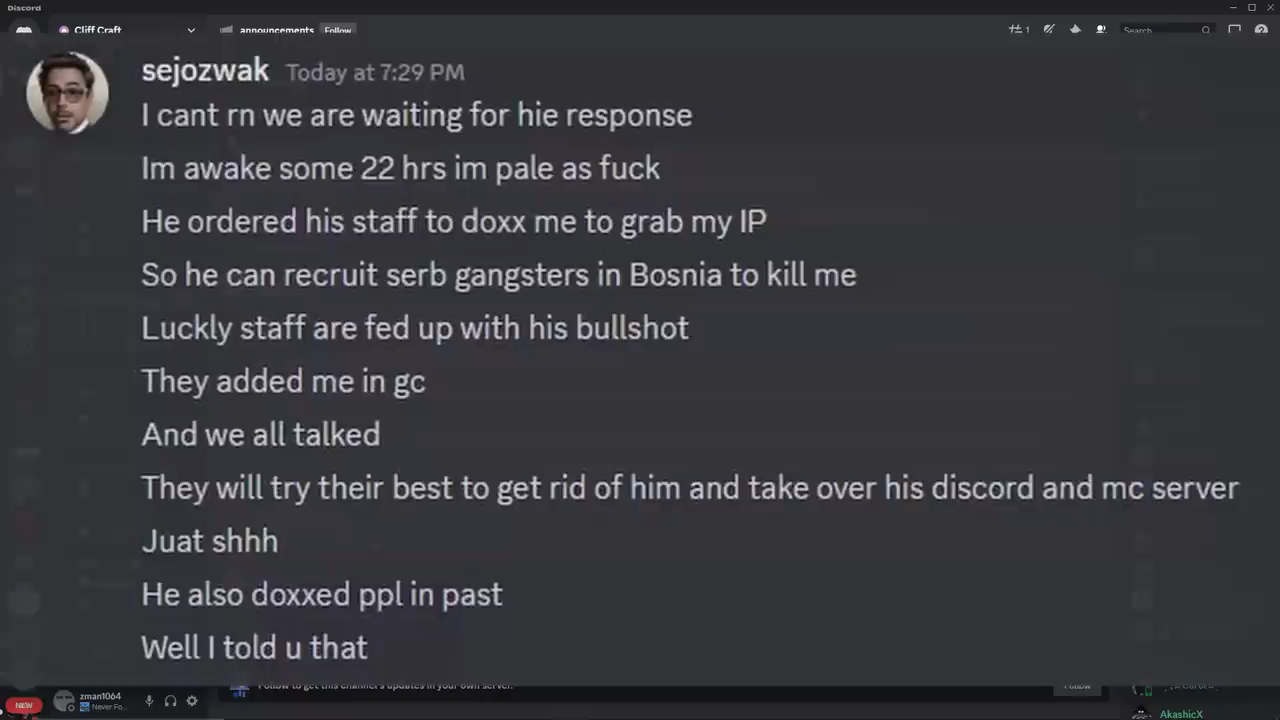 Discord
Cliff Craft
announcements Follow
1
Search
sejozwak Today at 7:29 PM
I cant rn we are waiting for hie response
Im awake some 22 hrs im pale as fuck
He ordered his staff to doxx me to grab my IP
So he can recruit serb gangsters in Bosnia to kill me
Luckly staff are fed up with his bullshot
They added me in gc
And we all talked
They will try their best to get rid of him and take over his discord and mc server
Juat shhh
He also doxxed ppl in past
Well I told u that
Follow to get this channel's updates in your own server.
Follow
NEW
zman1064
Never Fo...
AkashicX